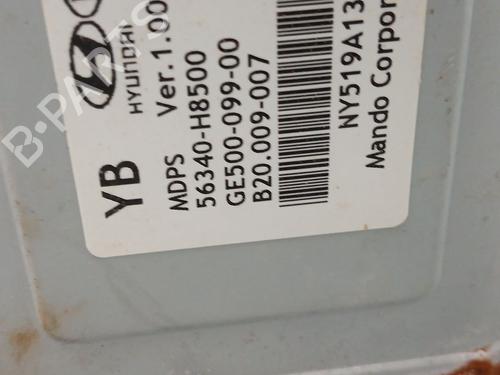 HYUNDAI
YB
MDPS Ver.1.00
56340-H8500
GE500-099-00
B20.009-007
NY519A13
Mando Corpor
B-PARTS